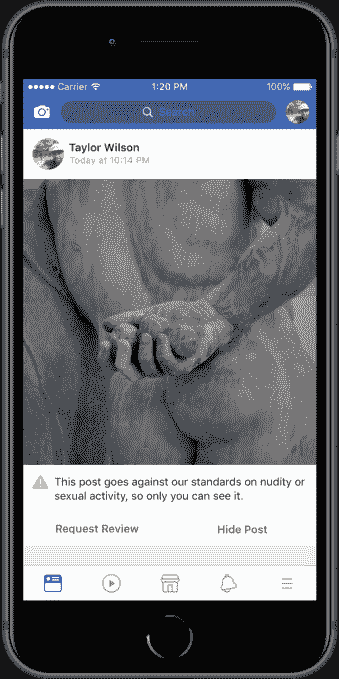 Carrier 1:20 PM 100%
Search
Taylor Wilson
Today at 10:14 PM
This post goes against our standards on nudity or
sexual activity, so only you can see it.
Request Review Hide Post